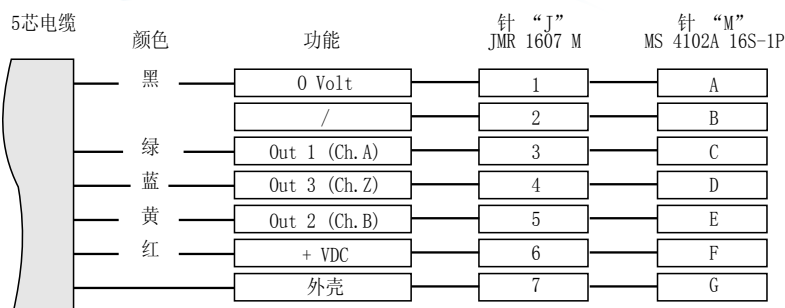 5芯电缆 颜色 功能 针 “J” 针 “M”
JMR 1607 M MS 4102A 16S-1P
黑 0 Volt 1 A
/ 2 B
绿 Out 1 (Ch.A) 3 C
蓝 Out 3 (Ch.Z) 4 D
黄 Out 2 (Ch.B) 5 E
红 + VDC 6 F
外壳 7 G